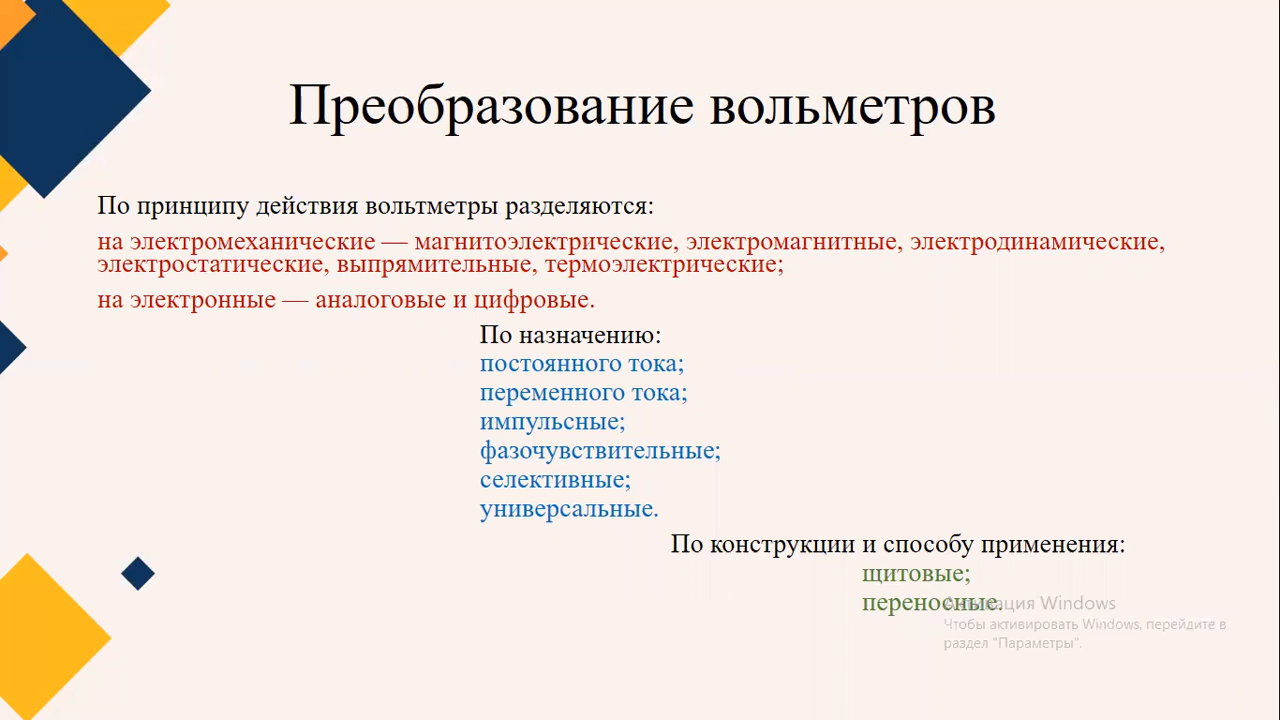 Преобразование вольметров
По принципу действия вольтметры разделяются:
на электромеханические — магнитоэлектрические, электромагнитные, электродинамические,
электростатические, выпрямительные, термоэлектрические;
на электронные — аналоговые и цифровые.
По назначению:
постоянного тока;
переменного тока;
импульсные;
фазочувствительные;
селективные;
универсальные.
По конструкции и способу применения:
щитовые;
переносные.
Активация Windows
Чтобы активировать Windows, перейдите в
раздел "Параметры".